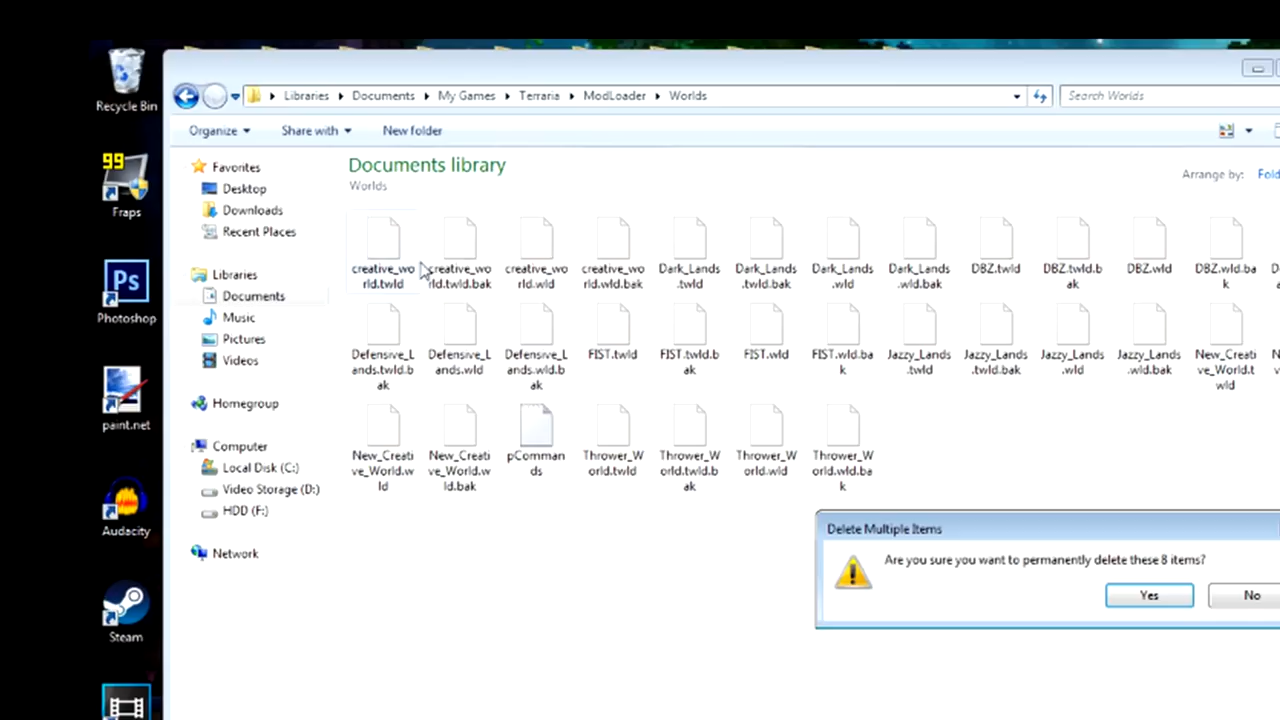 Recycle Bin
99
Fraps
Ps
Photoshop
paint.net
Audacity
Steam
Libraries
Documents
My Games
Terraria
ModLoader
Worlds
Search Worlds
Organize
Share with
New folder
Favorites
Desktop
Downloads
Recent Places
Libraries
Documents
Music
Pictures
Videos
Homegroup
Computer
Local Disk (C:)
Video Storage (D:)
HDD (F:)
Network
Documents library
Worlds
Arrange by:
creative_wo
rld.twld
creative_wo
rld.twld.bak
creative_wo
rld.wld
creative_wo
rld.wld.bak
Dark_Lands
.twld
Dark_Lands
.twld.bak
Dark_Lands
.wld
Dark_Lands
.wld.bak
DBZ.twld
DBZ.twld.b
ak
DBZ.wld
DBZ.wld.ba
k
Defensive_L
ands.twld.b
ak
Defensive_L
ands.wld
Defensive_L
ands.wld.b
ak
FIST.twld
FIST.twld.b
ak
FIST.wld
FIST.wld.ba
k
Jazzy_Lands
.twld
Jazzy_Lands
.twld.bak
Jazzy_Lands
.wld
Jazzy_Lands
.wld.bak
New_Creati
ve_World.t
wld
New_Creati
ve_World.w
ld
New_Creati
ve_World.w
ld.bak
pComman
ds
Thrower_W
orld.twld
Thrower_W
orld.twld.b
ak
Thrower_W
orld.wld
Thrower_W
orld.wld.ba
k
Delete Multiple Items
Are you sure you want to permanently delete these 8 items?
Yes
No